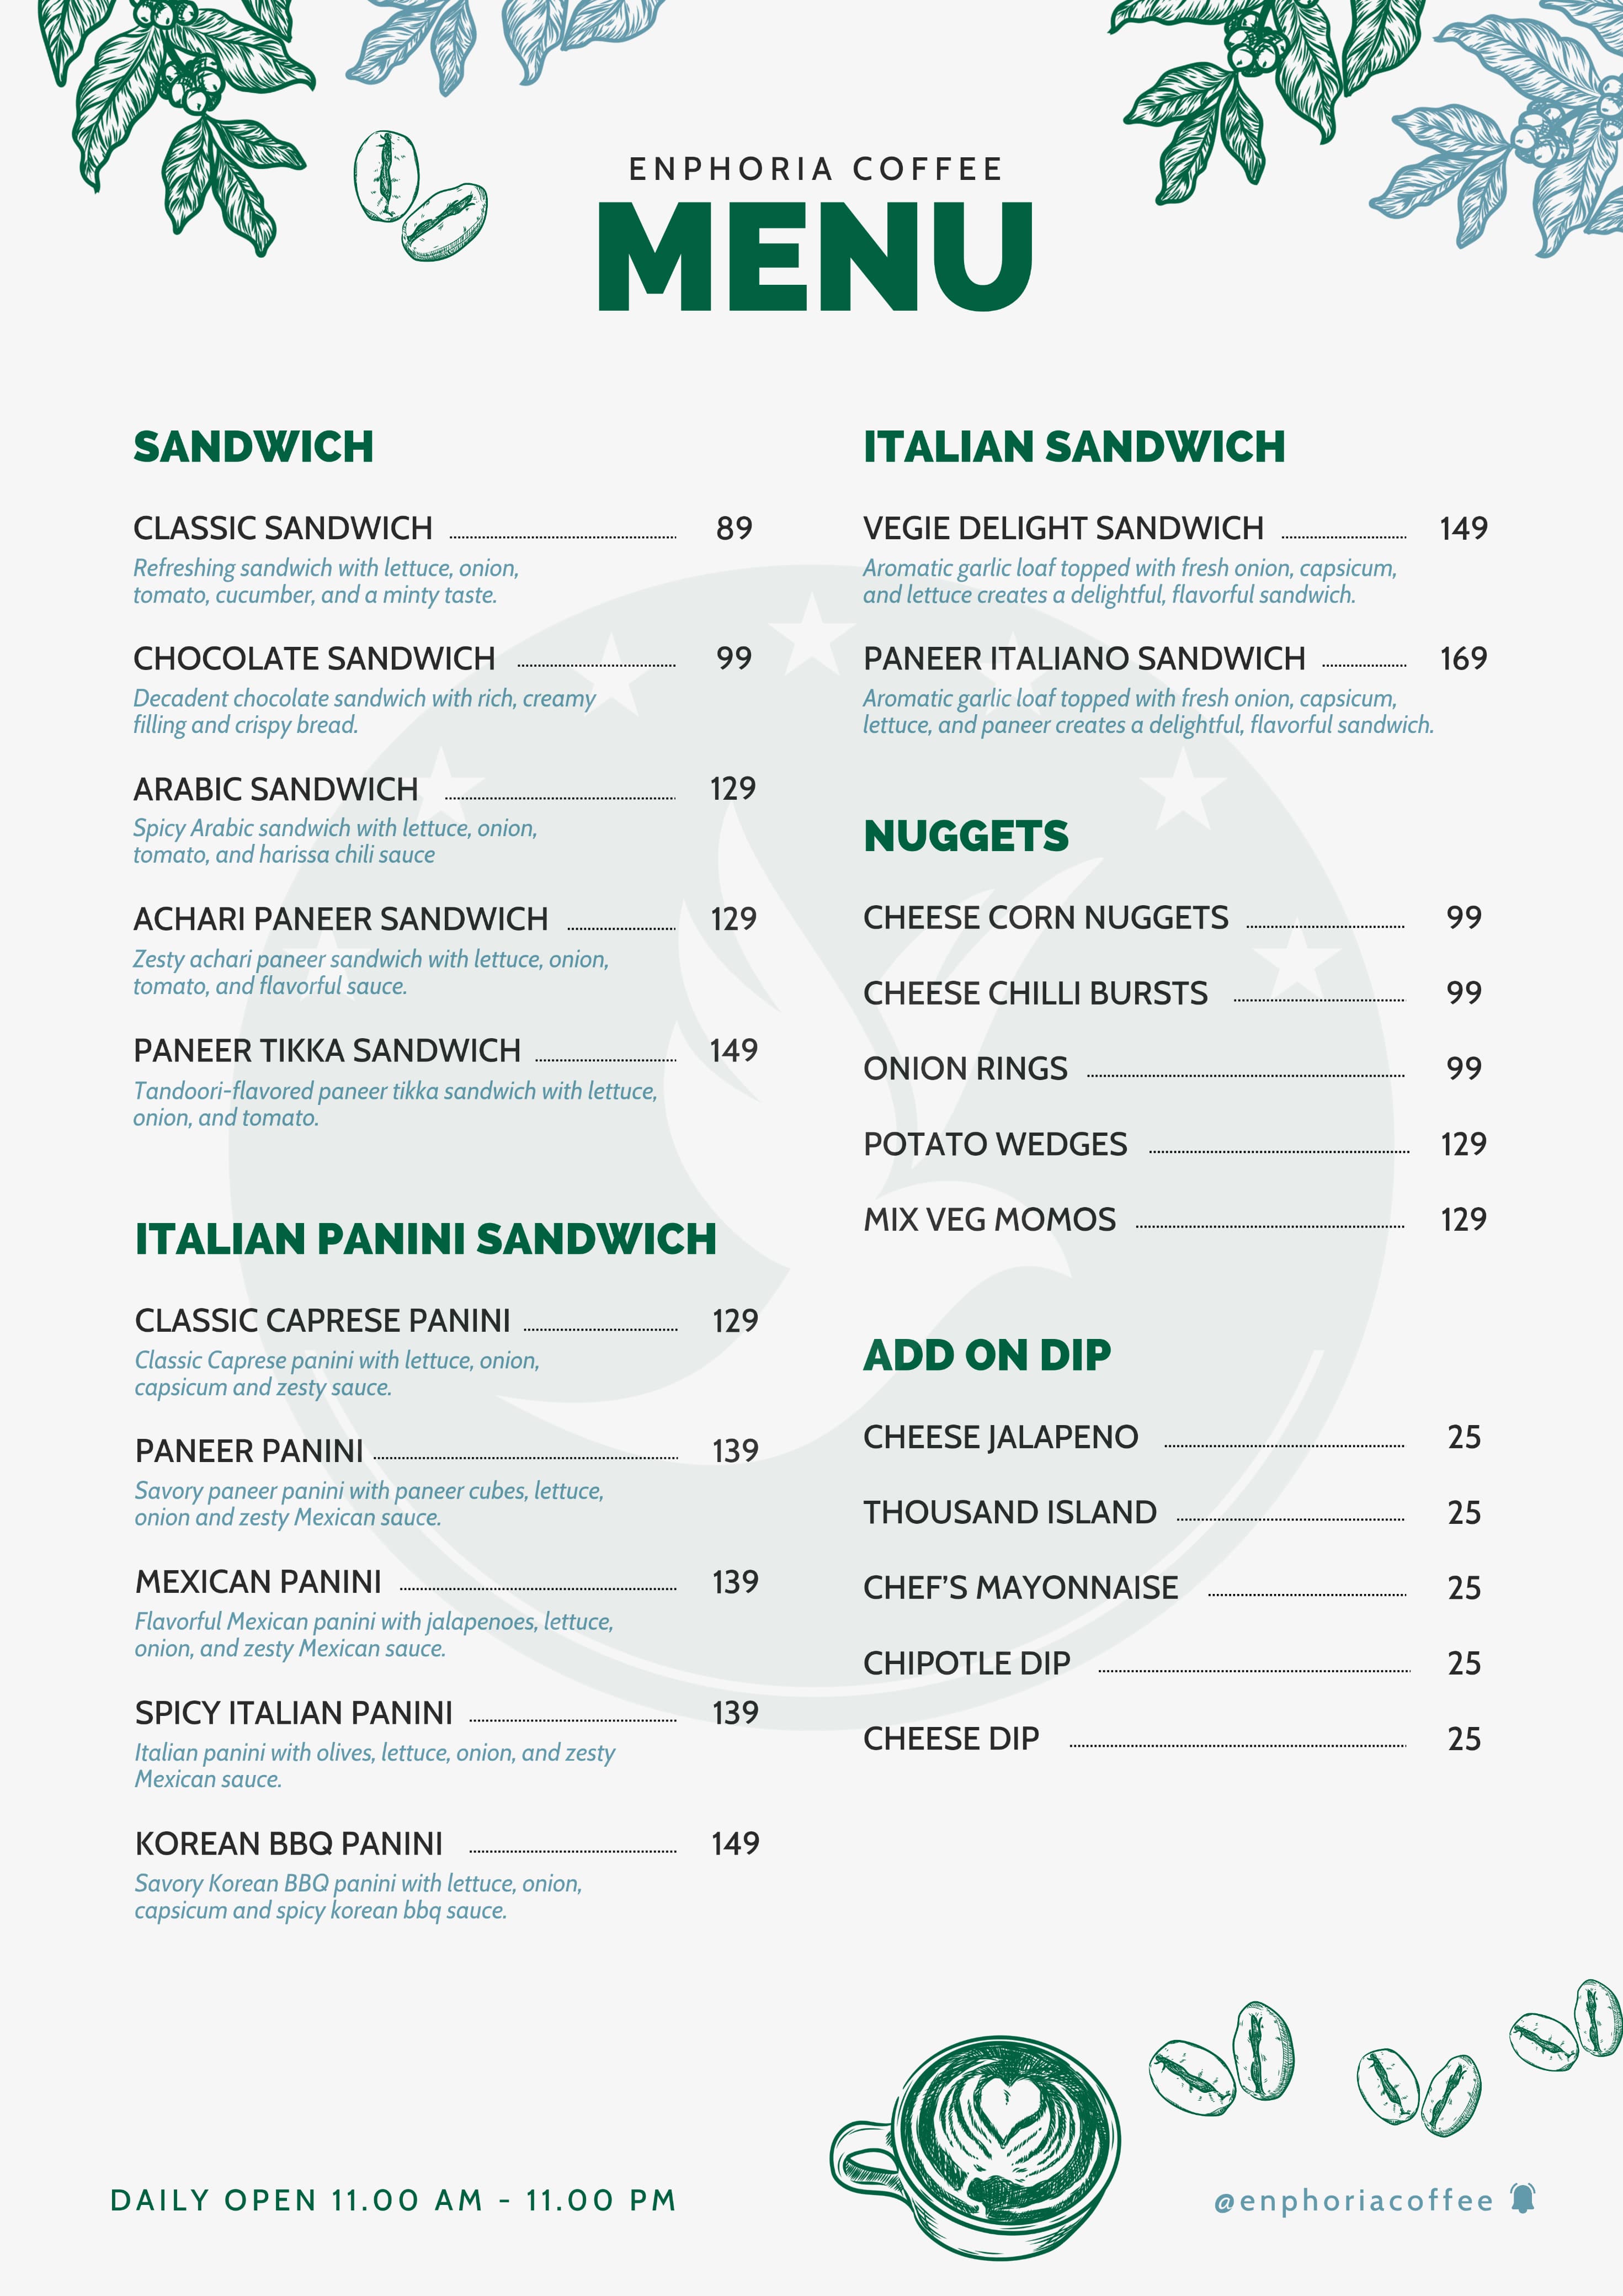 ENPHORIA COFFEE
MENU
SANDWICH
CLASSIC SANDWICH 89
Refreshing sandwich with lettuce, onion,
tomato, cucumber, and a minty taste.
CHOCOLATE SANDWICH 99
Decadent chocolate sandwich with rich, creamy
filling and crispy bread.
ARABIC SANDWICH 129
Spicy Arabic sandwich with lettuce, onion,
tomato, and harissa chili sauce
ACHARI PANEER SANDWICH 129
Zesty achari paneer sandwich with lettuce, onion,
tomato, and flavorful sauce.
PANEER TIKKA SANDWICH 149
Tandoori-flavored paneer tikka sandwich with lettuce,
onion, and tomato.
ITALIAN PANINI SANDWICH
CLASSIC CAPRESE PANINI 129
Classic Caprese panini with lettuce, onion,
capsicum and zesty sauce.
PANEER PANINI 139
Savory paneer panini with paneer cubes, lettuce,
onion and zesty Mexican sauce.
MEXICAN PANINI 139
Flavorful Mexican panini with jalapenoes, lettuce,
onion, and zesty Mexican sauce.
SPICY ITALIAN PANINI 139
Italian panini with olives, lettuce, onion, and zesty
Mexican sauce.
KOREAN BBQ PANINI 149
Savory Korean BBQ panini with lettuce, onion,
capsicum and spicy korean bbq sauce.
ITALIAN SANDWICH
VEGIE DELIGHT SANDWICH 149
Aromatic garlic loaf topped with fresh onion, capsicum,
and lettuce creates a delightful, flavorful sandwich.
PANEER ITALIANO SANDWICH 169
Aromatic garlic loaf topped with fresh onion, capsicum,
lettuce, and paneer creates a delightful, flavorful sandwich.
NUGGETS
CHEESE CORN NUGGETS 99
CHEESE CHILLI BURSTS 99
ONION RINGS 99
POTATO WEDGES 129
MIX VEG MOMOS 129
ADD ON DIP
CHEESE JALAPENO 25
THOUSAND ISLAND 25
CHEF'S MAYONNAISE 25
CHIPOTLE DIP 25
CHEESE DIP 25
DAILY OPEN 11.00 AM - 11.00 PM
@enphoriacoffee